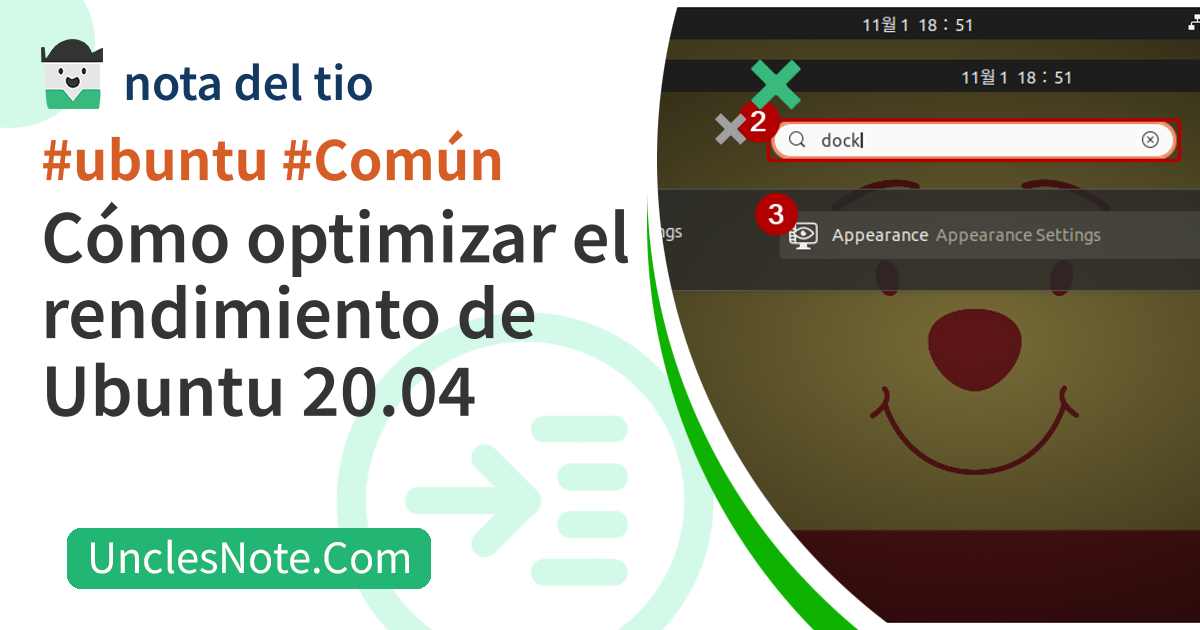 nota del tio
#ubuntu #Común
Cómo optimizar el
rendimiento de
Ubuntu 20.04
UnclesNote.Com
11월 1 18 : 51
11월 1 18 : 51
2
dock
3
Appearance Appearance Settings